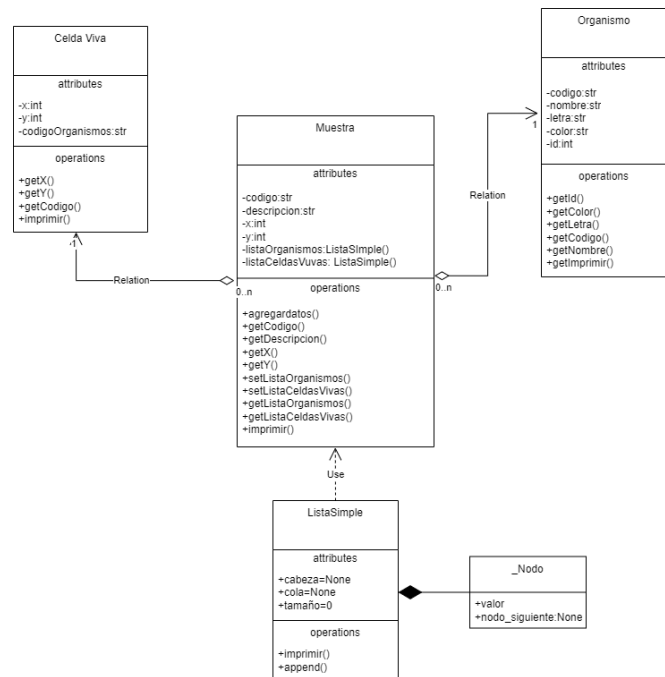 Celda Viva
attributes
-x:int
-y:int
-codigoOrganismos:str
operations
+getX()
+getY()
+getCodigo()
+imprimir()
1
Relation
0..n
Muestra
attributes
-codigo:str
-descripcion:str
-x:int
-y:int
-listaOrganismos:ListaSImple()
-listaCeldasVuvas: ListaSimple()
operations
+agregardatos()
+getCodigo()
+getDescripcion()
+getX()
+getY()
+setListaOrganismos()
+setListaCeldasVivas()
+getListaOrganismos()
+getListaCeldasVivas()
+imprimir()
0..n
Relation
1
Organismo
attributes
-codigo:str
-nombre:str
-letra:str
-color:str
-id:int
operations
+getId()
+getColor()
+getLetra()
+getCodigo()
+getNombre()
+getImprimir()
Use
ListaSimple
attributes
+cabeza=None
+cola=None
+tamaño=0
operations
+imprimir()
+append()
_Nodo
+valor
+nodo_siguiente:None